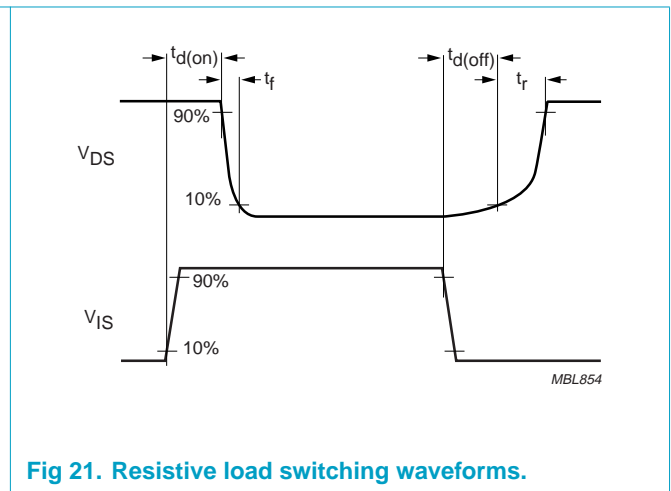 td(on)
td(off)
tf
tr
90%
VDS
10%
90%
VIS
10%
MBL854
Fig 21. Resistive load switching waveforms.